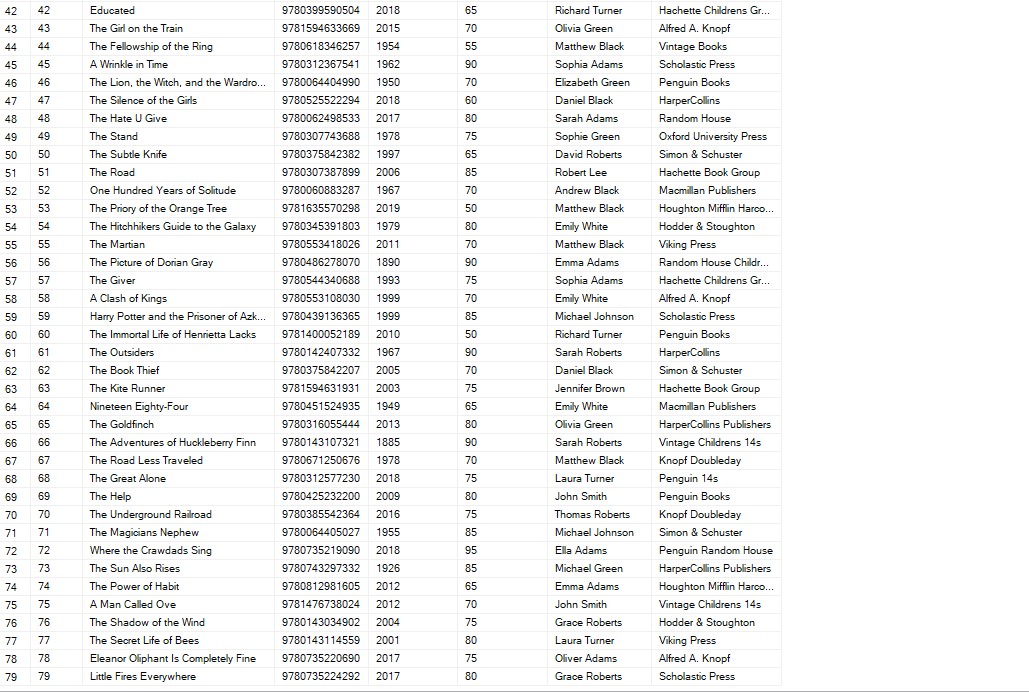 42 42 Educated 9780399590504 2018 65 Richard Turner Hachette Childrens Gr...
43 43 The Girl on the Train 9781594633669 2015 70 Olivia Green Alfred A. Knopf
44 44 The Fellowship of the Ring 9780618346257 1954 55 Matthew Black Vintage Books
45 45 A Wrinkle in Time 9780312367541 1962 90 Sophia Adams Scholastic Press
46 46 The Lion, the Witch, and the Wardro... 9780064404990 1950 70 Elizabeth Green Penguin Books
47 47 The Silence of the Girls 9780525522294 2018 60 Daniel Black HarperCollins
48 48 The Hate U Give 9780062498533 2017 80 Sarah Adams Random House
49 49 The Stand 9780307743688 1978 75 Sophie Green Oxford University Press
50 50 The Subtle Knife 9780375842382 1997 65 David Roberts Simon & Schuster
51 51 The Road 9780307387899 2006 85 Robert Lee Hachette Book Group
52 52 One Hundred Years of Solitude 9780060883287 1967 70 Andrew Black Macmillan Publishers
53 53 The Priory of the Orange Tree 9781635570298 2019 50 Matthew Black Houghton Mifflin Harco...
54 54 The Hitchhikers Guide to the Galaxy 9780345391803 1979 80 Emily White Hodder & Stoughton
55 55 The Martian 9780553418026 2011 70 Matthew Black Viking Press
56 56 The Picture of Dorian Gray 9780486278070 1890 90 Emma Adams Random House Childr...
57 57 The Giver 9780544340688 1993 75 Sophia Adams Hachette Childrens Gr...
58 58 A Clash of Kings 9780553108030 1999 70 Emily White Alfred A. Knopf
59 59 Harry Potter and the Prisoner of Azk... 9780439136365 1999 85 Michael Johnson Scholastic Press
60 60 The Immortal Life of Henrietta Lacks 9781400052189 2010 50 Richard Turner Penguin Books
61 61 The Outsiders 9780142407332 1967 90 Sarah Roberts HarperCollins
62 62 The Book Thief 9780375842207 2005 70 Daniel Black Simon & Schuster
63 63 The Kite Runner 9781594631931 2003 75 Jennifer Brown Hachette Book Group
64 64 Nineteen Eighty-Four 9780451524935 1949 65 Emily White Macmillan Publishers
65 65 The Goldfinch 9780316055444 2013 80 Olivia Green HarperCollins Publishers
66 66 The Adventures of Huckleberry Finn 9780143107321 1885 90 Sarah Roberts Vintage Childrens 14s
67 67 The Road Less Traveled 9780671250676 1978 70 Matthew Black Knopf Doubleday
68 68 The Great Alone 9780312577230 2018 75 Laura Turner Penguin 14s
69 69 The Help 9780425232200 2009 80 John Smith Penguin Books
70 70 The Underground Railroad 9780385542364 2016 75 Thomas Roberts Knopf Doubleday
71 71 The Magicians Nephew 9780064405027 1955 85 Michael Johnson Simon & Schuster
72 72 Where the Crawdads Sing 9780735219090 2018 95 Ella Adams Penguin Random House
73 73 The Sun Also Rises 9780743297332 1926 85 Michael Green HarperCollins Publishers
74 74 The Power of Habit 9780812981605 2012 65 Emma Adams Houghton Mifflin Harco...
75 75 A Man Called Ove 9781476738024 2012 70 John Smith Vintage Childrens 14s
76 76 The Shadow of the Wind 9780143034902 2004 75 Grace Roberts Hodder & Stoughton
77 77 The Secret Life of Bees 9780143114559 2001 80 Laura Turner Viking Press
78 78 Eleanor Oliphant Is Completely Fine 9780735220690 2017 75 Oliver Adams Alfred A. Knopf
79 79 Little Fires Everywhere 9780735224292 2017 80 Grace Roberts Scholastic Press